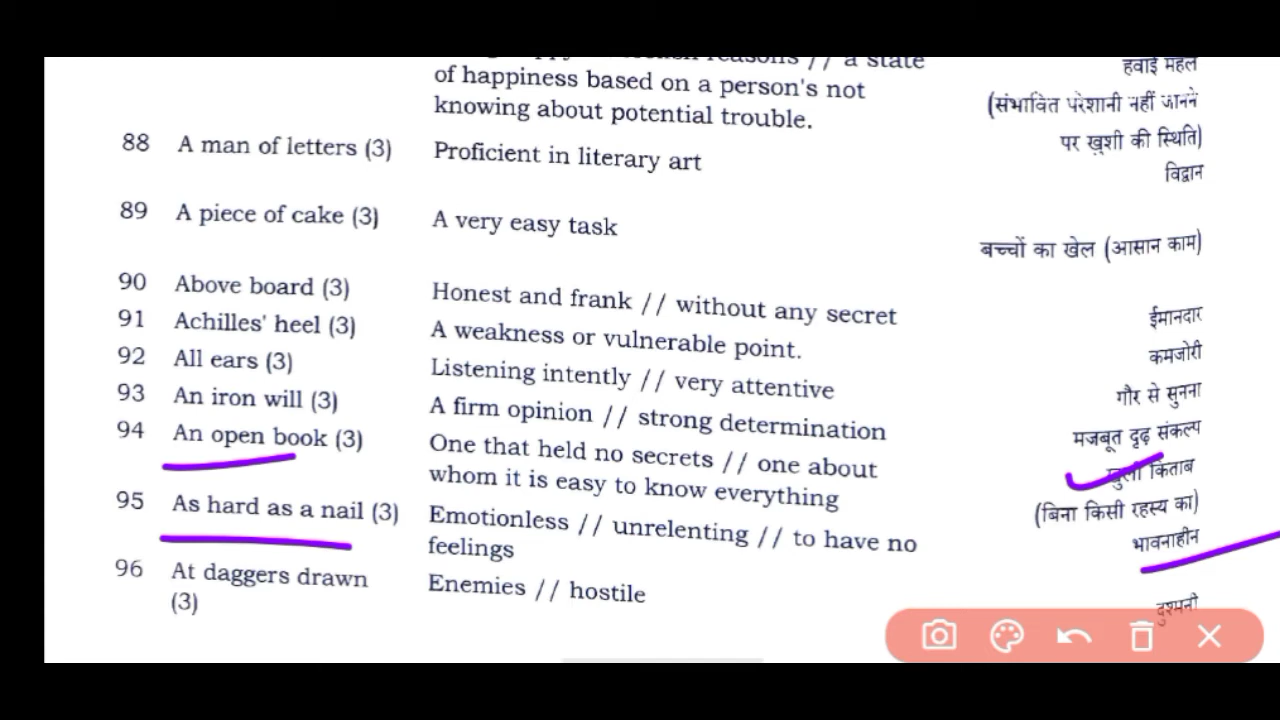 a state
हवाई महल
of happiness based on a person's not
(संभावित परेशानी नहीं जानने
knowing about potential trouble.
पर खुशी की स्थिति)
88 A man of letters (3) Proficient in literary art
विद्वान
89 A piece of cake (3) A very easy task
बच्चों का खेल (आसान काम)
90 Above board (3) Honest and frank // without any secret
ईमानदार
91 Achilles' heel (3) A weakness or vulnerable point.
कमजोरी
92 All ears (3) Listening intently // very attentive
गौर से सुनना
93 An iron will (3) A firm opinion // strong determination
मजबूत दृढ़ संकल्प
94 An open book (3) One that held no secrets // one about
खुली किताब
whom it is easy to know everything
(बिना किसी रहस्य का)
95 As hard as a nail (3) Emotionless // unrelenting // to have no
भावनाहीन
feelings
96 At daggers drawn Enemies // hostile
(3)
दुश्मनी